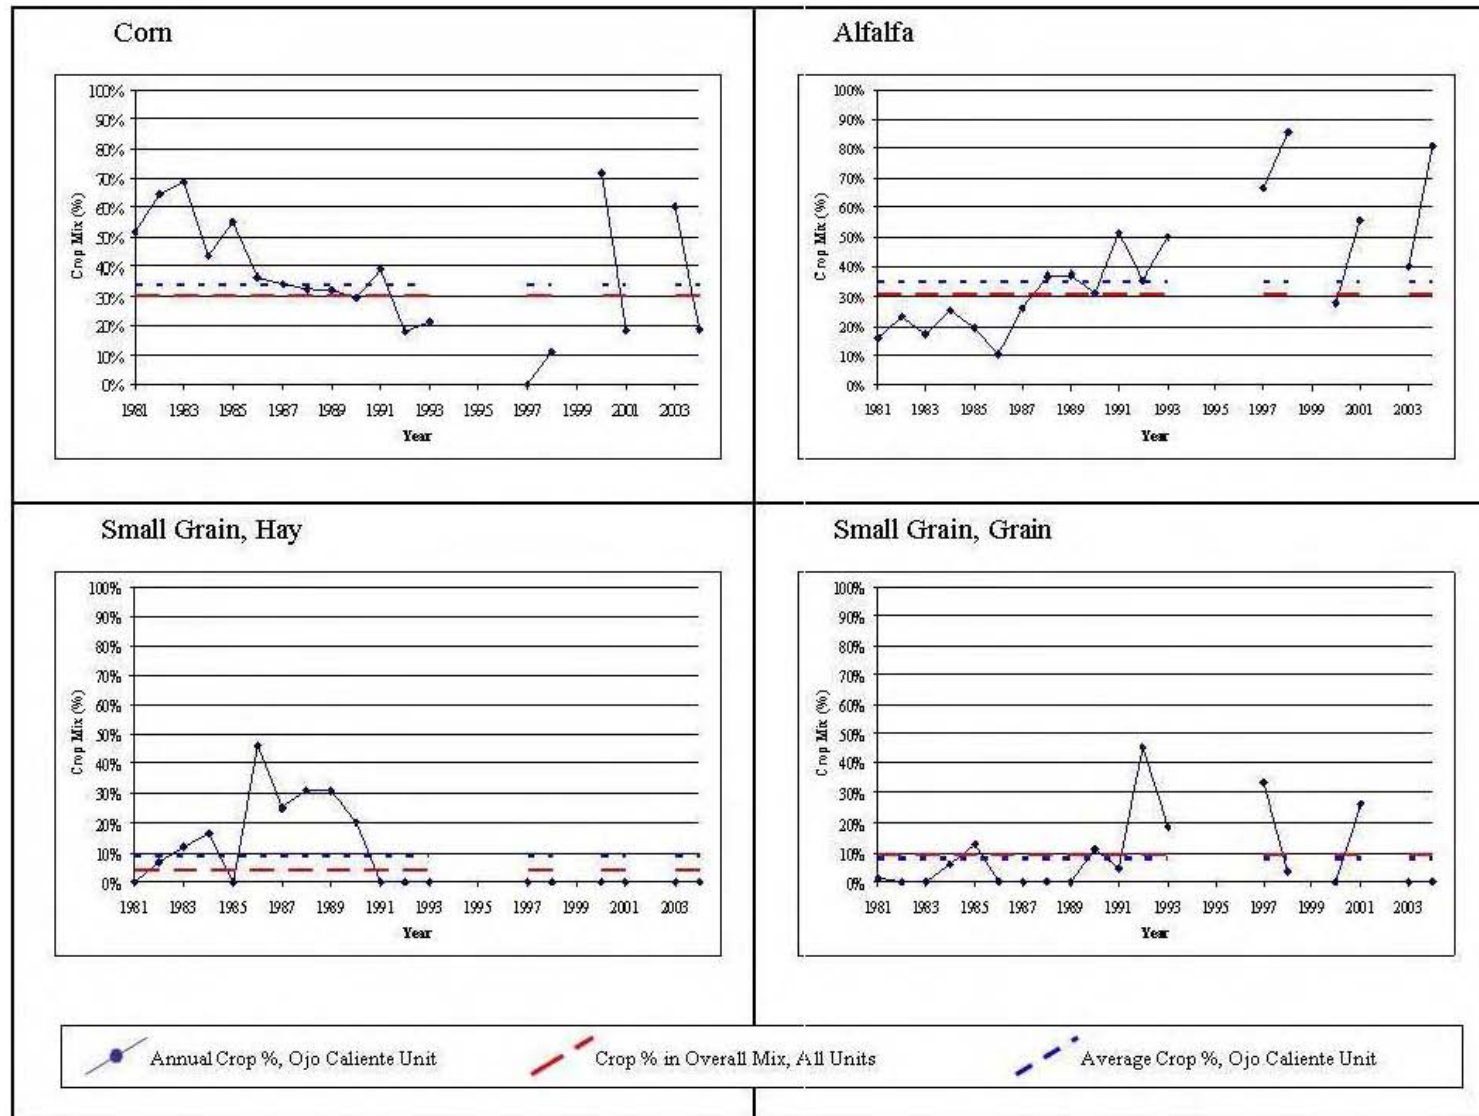 Corn
100%
90%
80%
70%
60%
50%
40%
30%
20%
10%
0%
Crop Mix (%)
1981 1983 1985 1987 1989 1991 1993 1995 1997 1999 2001 2003
Year
Alfalfa
100%
90%
80%
70%
60%
50%
40%
30%
20%
10%
0%
Crop Mix (%)
1981 1983 1985 1987 1989 1991 1993 1995 1997 1999 2001 2003
Year
Small Grain, Hay
100%
90%
80%
70%
60%
50%
40%
30%
20%
10%
0%
Crop Mix (%)
1981 1983 1985 1987 1989 1991 1993 1995 1997 1999 2001 2003
Year
Small Grain, Grain
100%
90%
80%
70%
60%
50%
40%
30%
20%
10%
0%
Crop Mix (%)
1981 1983 1985 1987 1989 1991 1993 1995 1997 1999 2001 2003
Year
Annual Crop %, Ojo Caliente Unit
Crop % in Overall Mix, All Units
Average Crop %, Ojo Caliente Unit